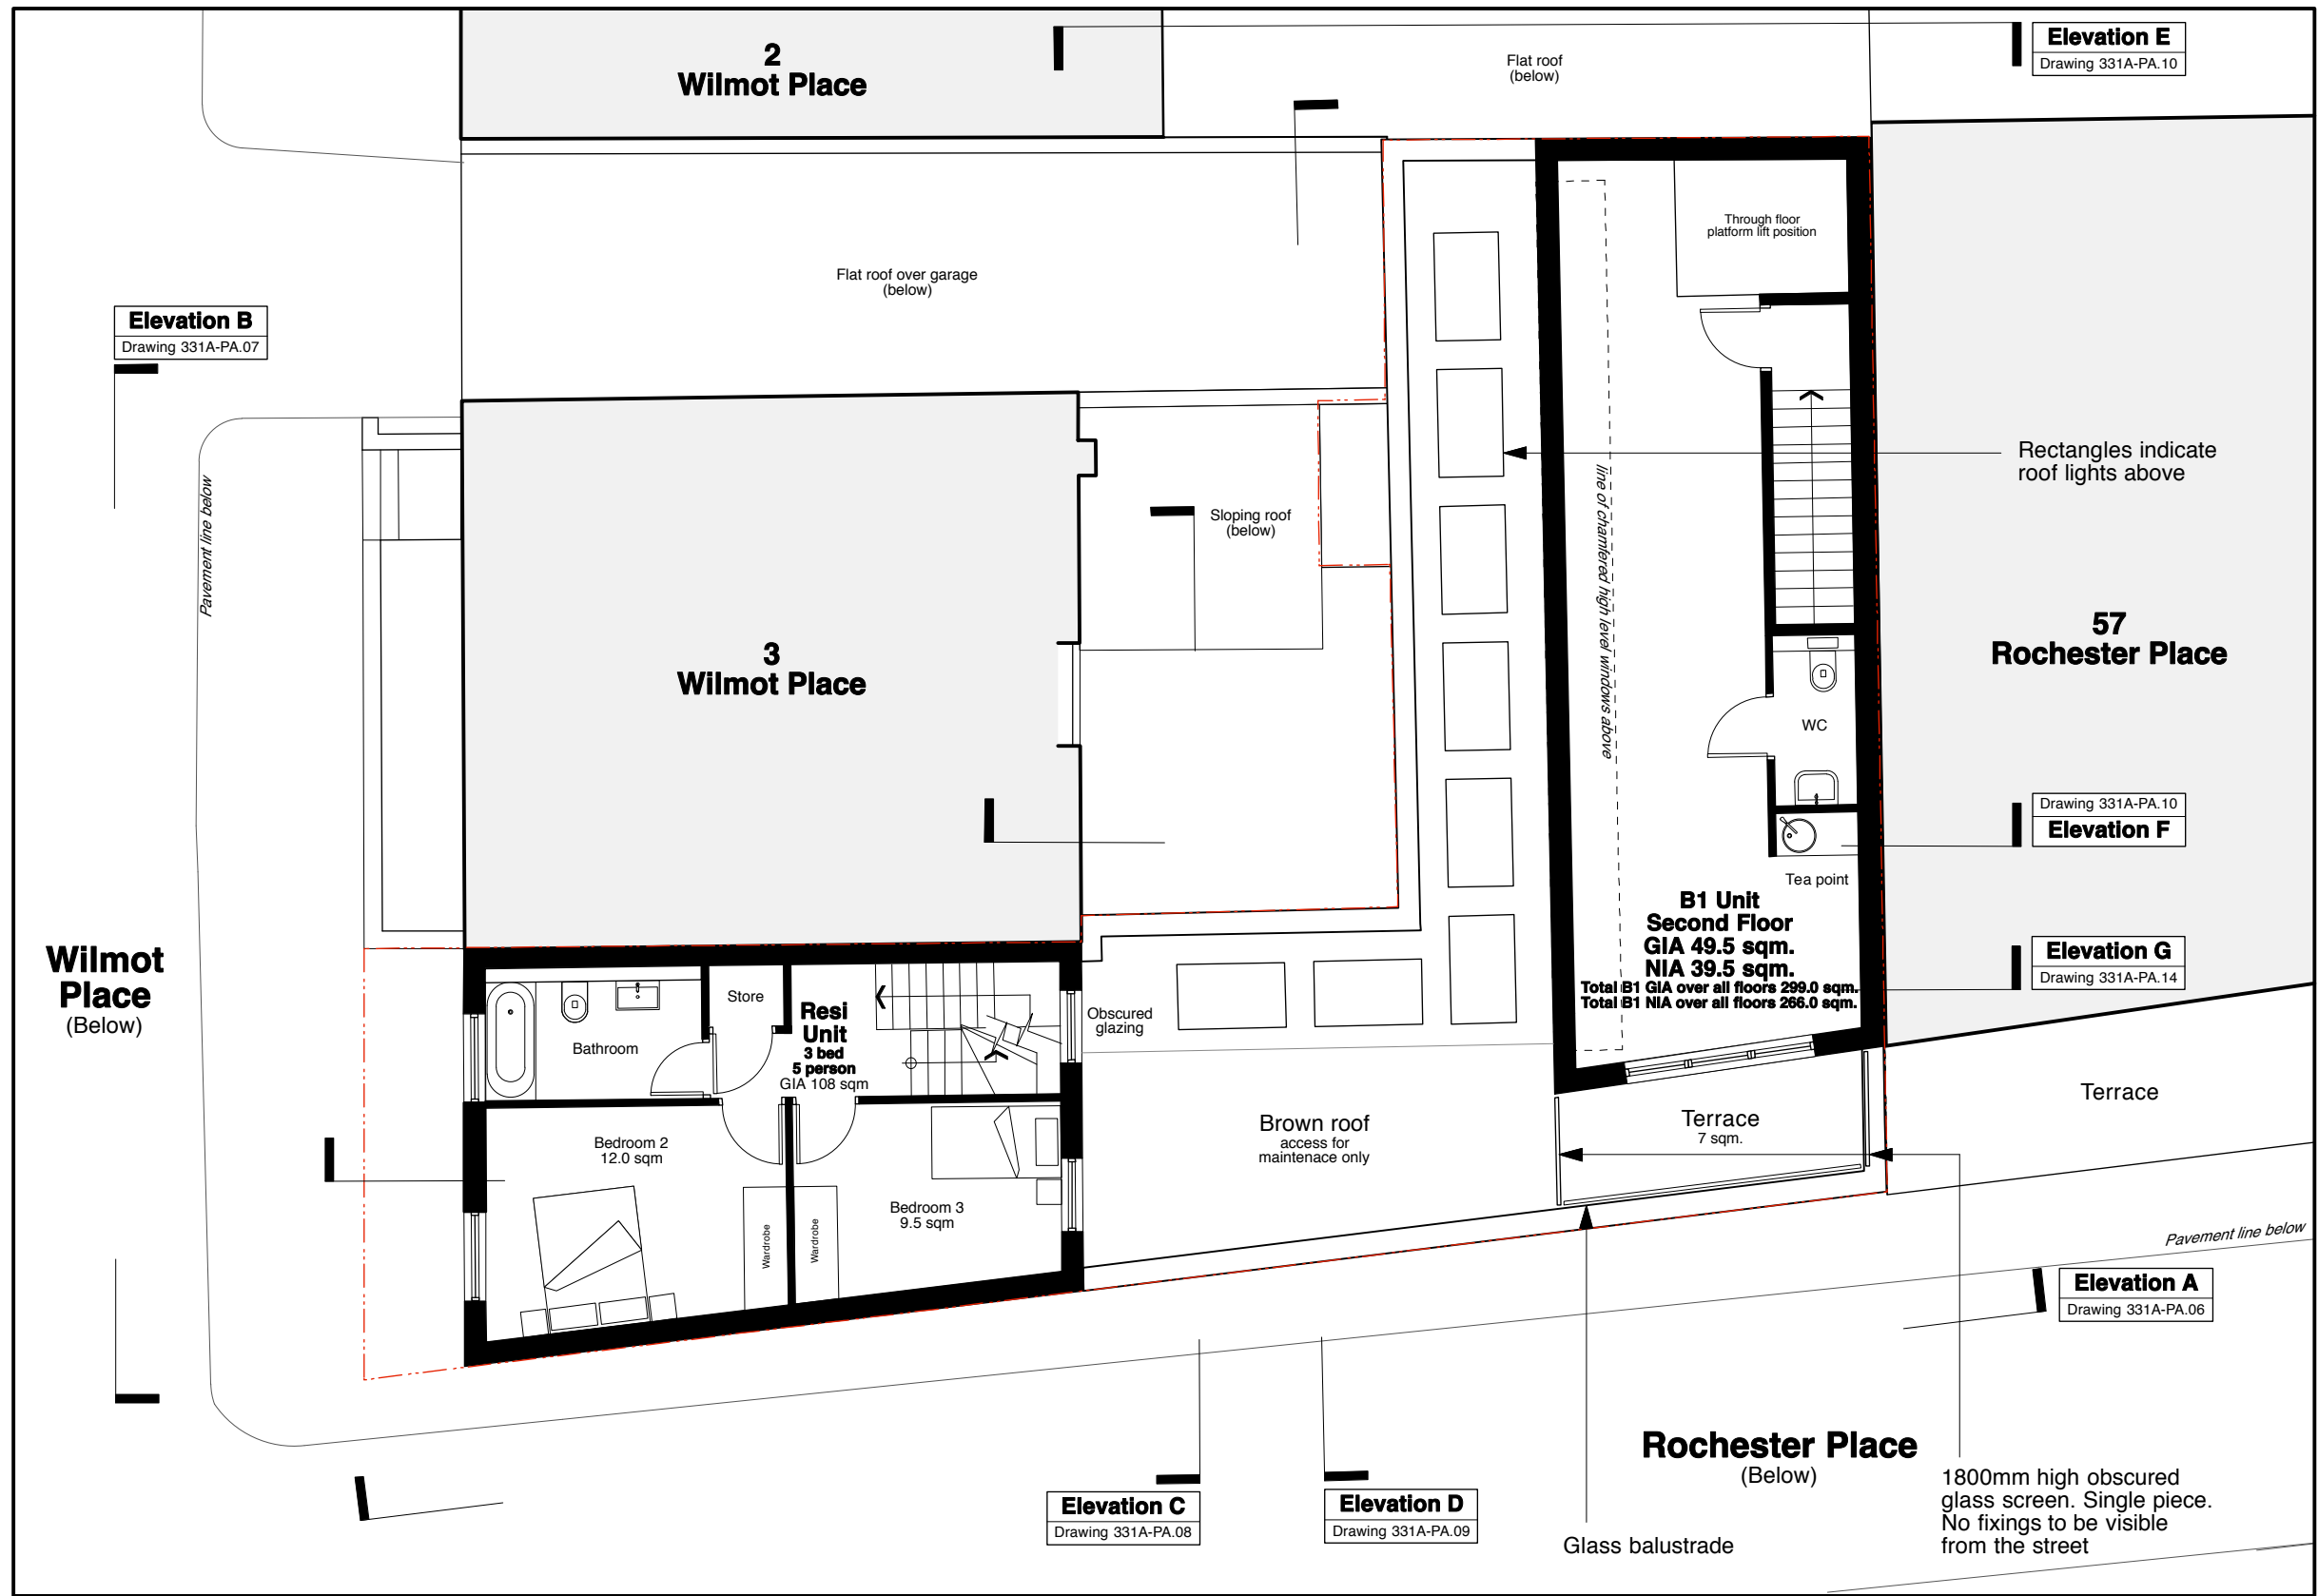 2
Wilmot Place
Flat roof
(below)
Elevation E
Drawing 331A-PA.10
Through floor
platform lift position
Flat roof over garage
(below)
Elevation B
Drawing 331A-PA.07
Pavement line below
Rectangles indicate
roof lights above
line of chamfered high level windows above
Sloping roof
(below)
3
Wilmot Place
57
Rochester Place
WC
Drawing 331A-PA.10
Elevation F
Tea point
B1 Unit
Second Floor
GIA 49.5 sqm.
NIA 39.5 sqm.
Total B1 GIA over all floors 299.0 sqm.
Total B1 NIA over all floors 266.0 sqm.
Elevation G
Drawing 331A-PA.14
Wilmot
Place
(Below)
Store
Bathroom
Resi
Unit
3 bed
5 person
GIA 108 sqm
Obscured
glazing
Bedroom 2
12.0 sqm
Wardrobe
Wardrobe
Bedroom 3
9.5 sqm
Brown roof
access for
maintenace only
Terrace
7 sqm.
Terrace
Pavement line below
Elevation A
Drawing 331A-PA.06
Rochester Place
(Below)
Elevation C
Drawing 331A-PA.08
Elevation D
Drawing 331A-PA.09
Glass balustrade
1800mm high obscured
glass screen. Single piece.
No fixings to be visible
from the street